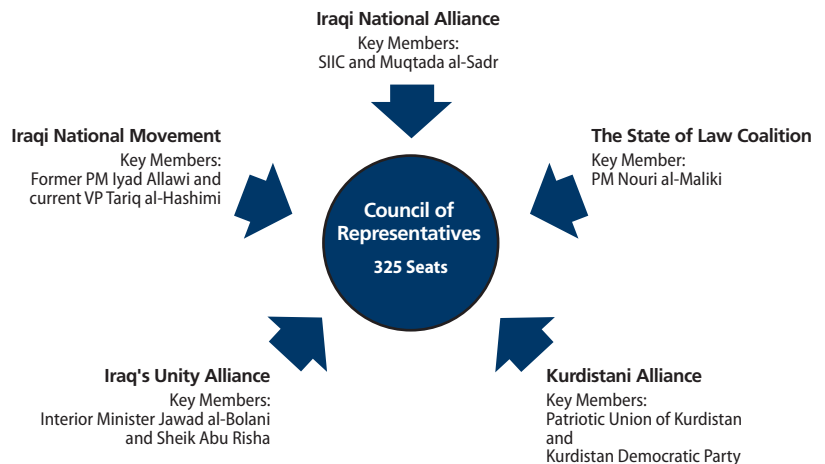 Iraqi National Alliance
Key Members:
SIIC and Muqtada al-Sadr
Iraqi National Movement
Key Members:
Former PM Iyad Allawi and
current VP Tariq al-Hashimi
The State of Law Coalition
Key Member:
PM Nouri al-Maliki
Council of
Representatives
325 Seats
Iraq's Unity Alliance
Key Members:
Interior Minister Jawad al-Bolani
and Sheik Abu Risha
Kurdistani Alliance
Key Members:
Patriotic Union of Kurdistan
and
Kurdistan Democratic Party